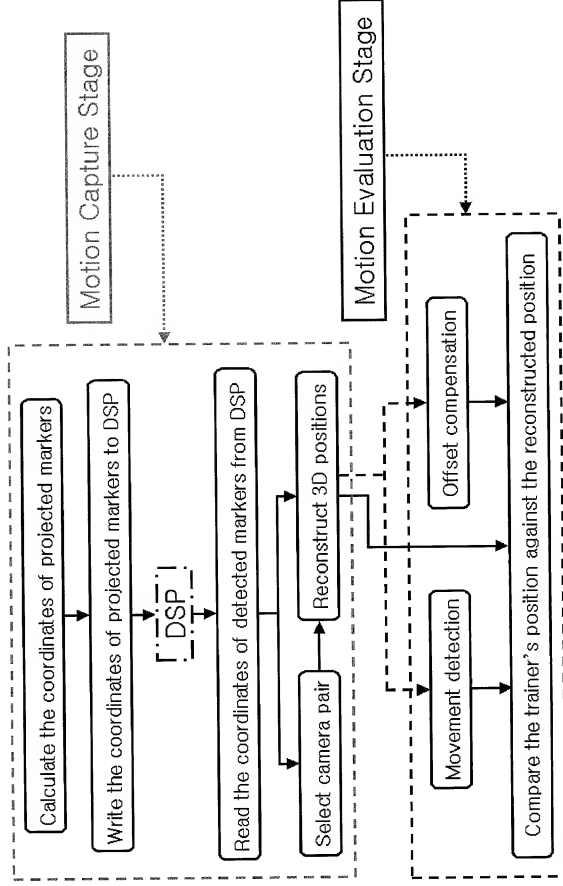 Motion Capture Stage
Calculate the coordinates of projected markers
Write the coordinates of projected markers to DSP
DSP
Read the coordinates of detected markers from DSP
Select camera pair
Reconstruct 3D positions
Motion Evaluation Stage
Movement detection
Offset compensation
Compare the trainer's position against the reconstructed position